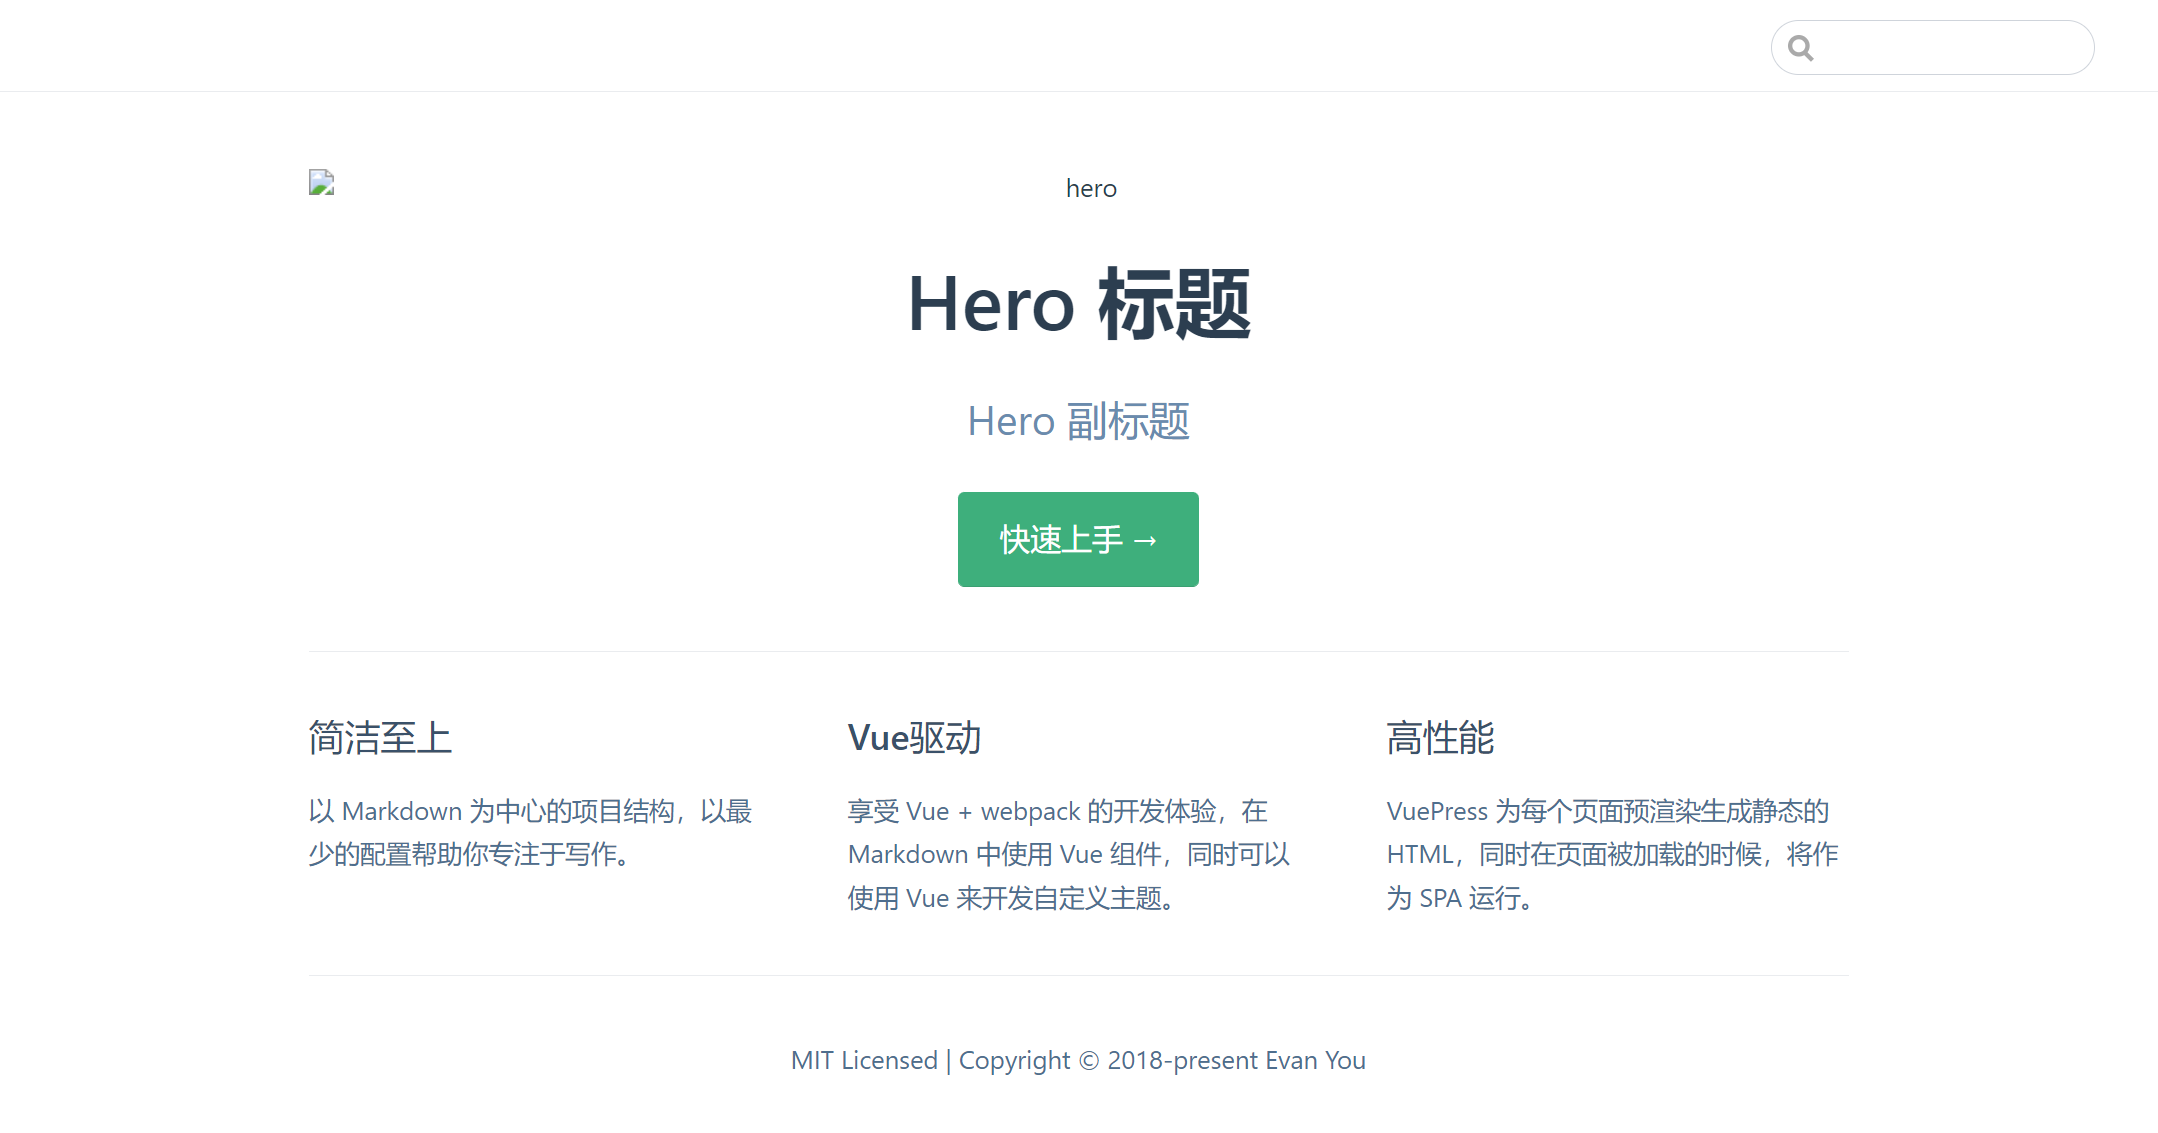 hero
Hero 标题
Hero 副标题
快速上手 →
简洁至上
以 Markdown 为中心的项目结构，以最
少的配置帮助你专注于写作。
Vue驱动
享受 Vue + webpack 的开发体验，在
Markdown 中使用 Vue 组件，同时可以
使用 Vue 来开发自定义主题。
高性能
VuePress 为每个页面预渲染生成静态的
HTML，同时在页面被加载的时候，将作
为 SPA 运行。
MIT Licensed | Copyright © 2018-present Evan You